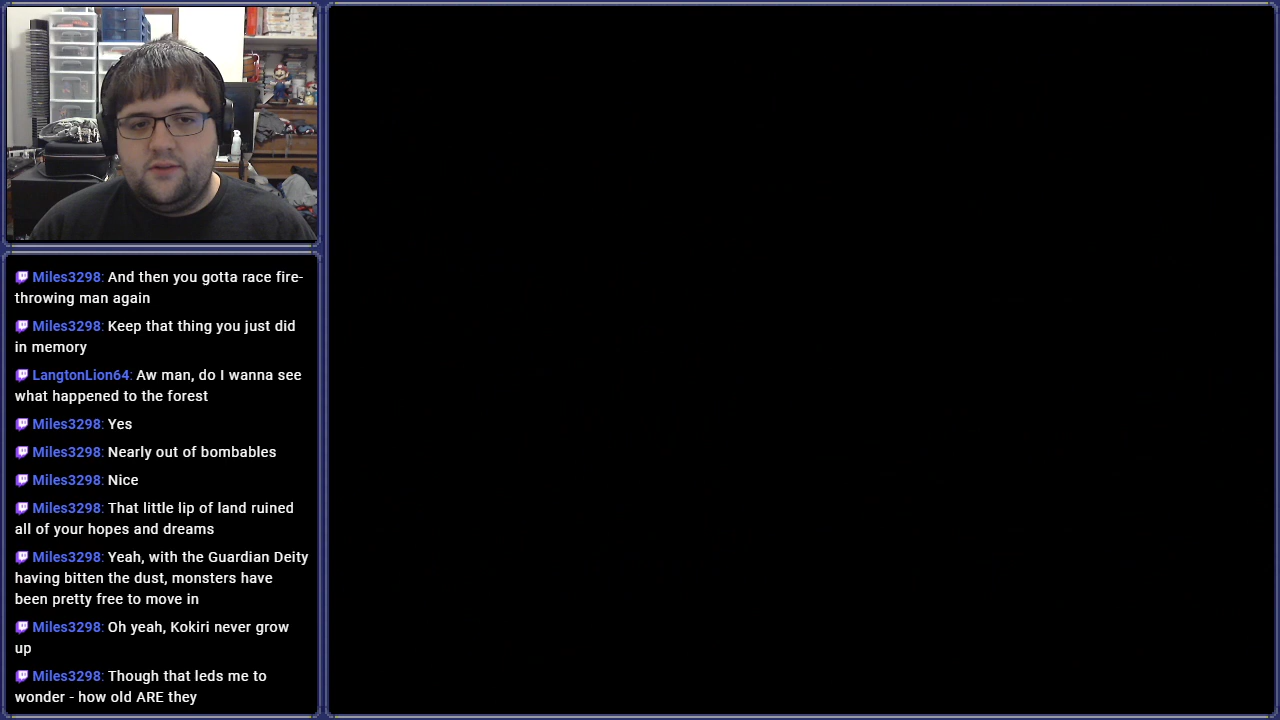 Miles3298: And then you gotta race fire-
throwing man again
Miles3298: Keep that thing you just did
in memory
LangtonLion64: Aw man, do I wanna see
what happened to the forest
Miles3298: Yes
Miles3298: Nearly out of bombables
Miles3298: Nice
Miles3298: That little lip of land ruined
all of your hopes and dreams
Miles3298: Yeah, with the Guardian Deity
having bitten the dust, monsters have
been pretty free to move in
Miles3298: Oh yeah, Kokiri never grow
up
Miles3298: Though that leds me to
wonder - how old ARE they